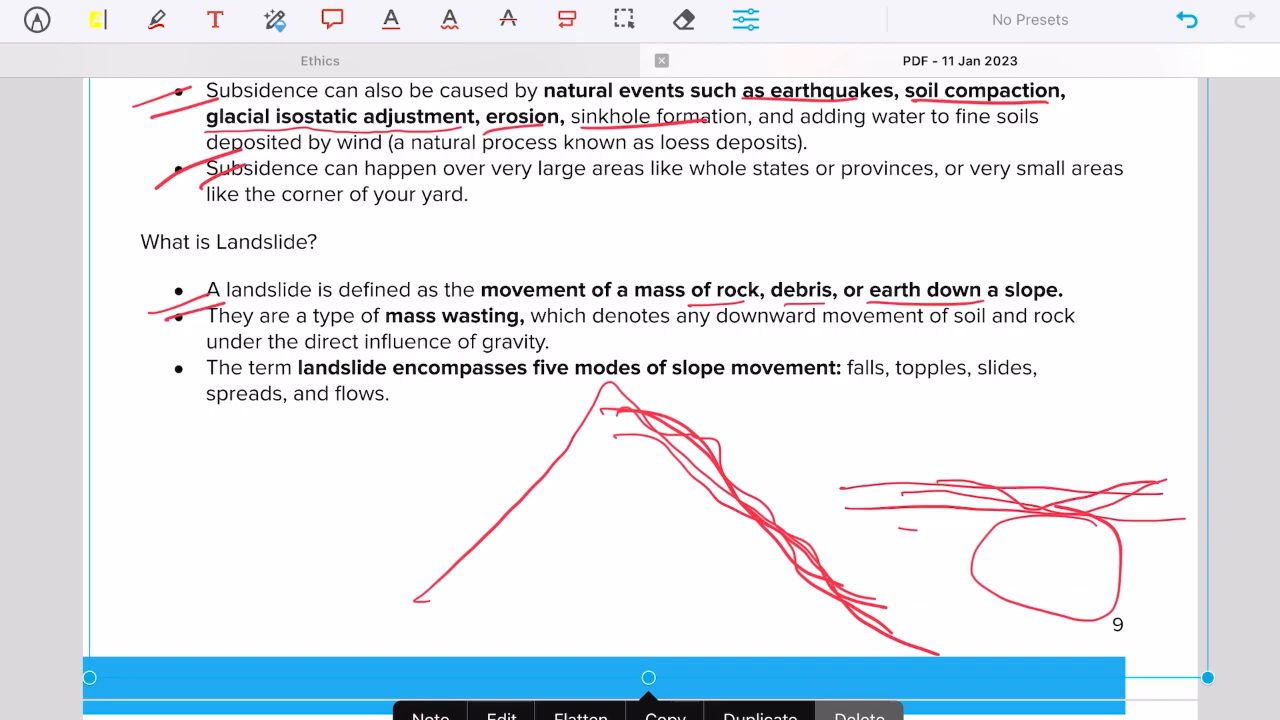 T
A
A
A
No Presets
Ethics
PDF - 11 Jan 2023
• Subsidence can also be caused by natural events such as earthquakes, soil compaction,
glacial isostatic adjustment, erosion, sinkhole formation, and adding water to fine soils
deposited by wind (a natural process known as loess deposits).
• Subsidence can happen over very large areas like whole states or provinces, or very small areas
like the corner of your yard.
What is Landslide?
• A landslide is defined as the movement of a mass of rock, debris, or earth down a slope.
• They are a type of mass wasting, which denotes any downward movement of soil and rock
under the direct influence of gravity.
• The term landslide encompasses five modes of slope movement: falls, topples, slides,
spreads, and flows.
9
Note Edit Flatten Copy Duplicate Delete